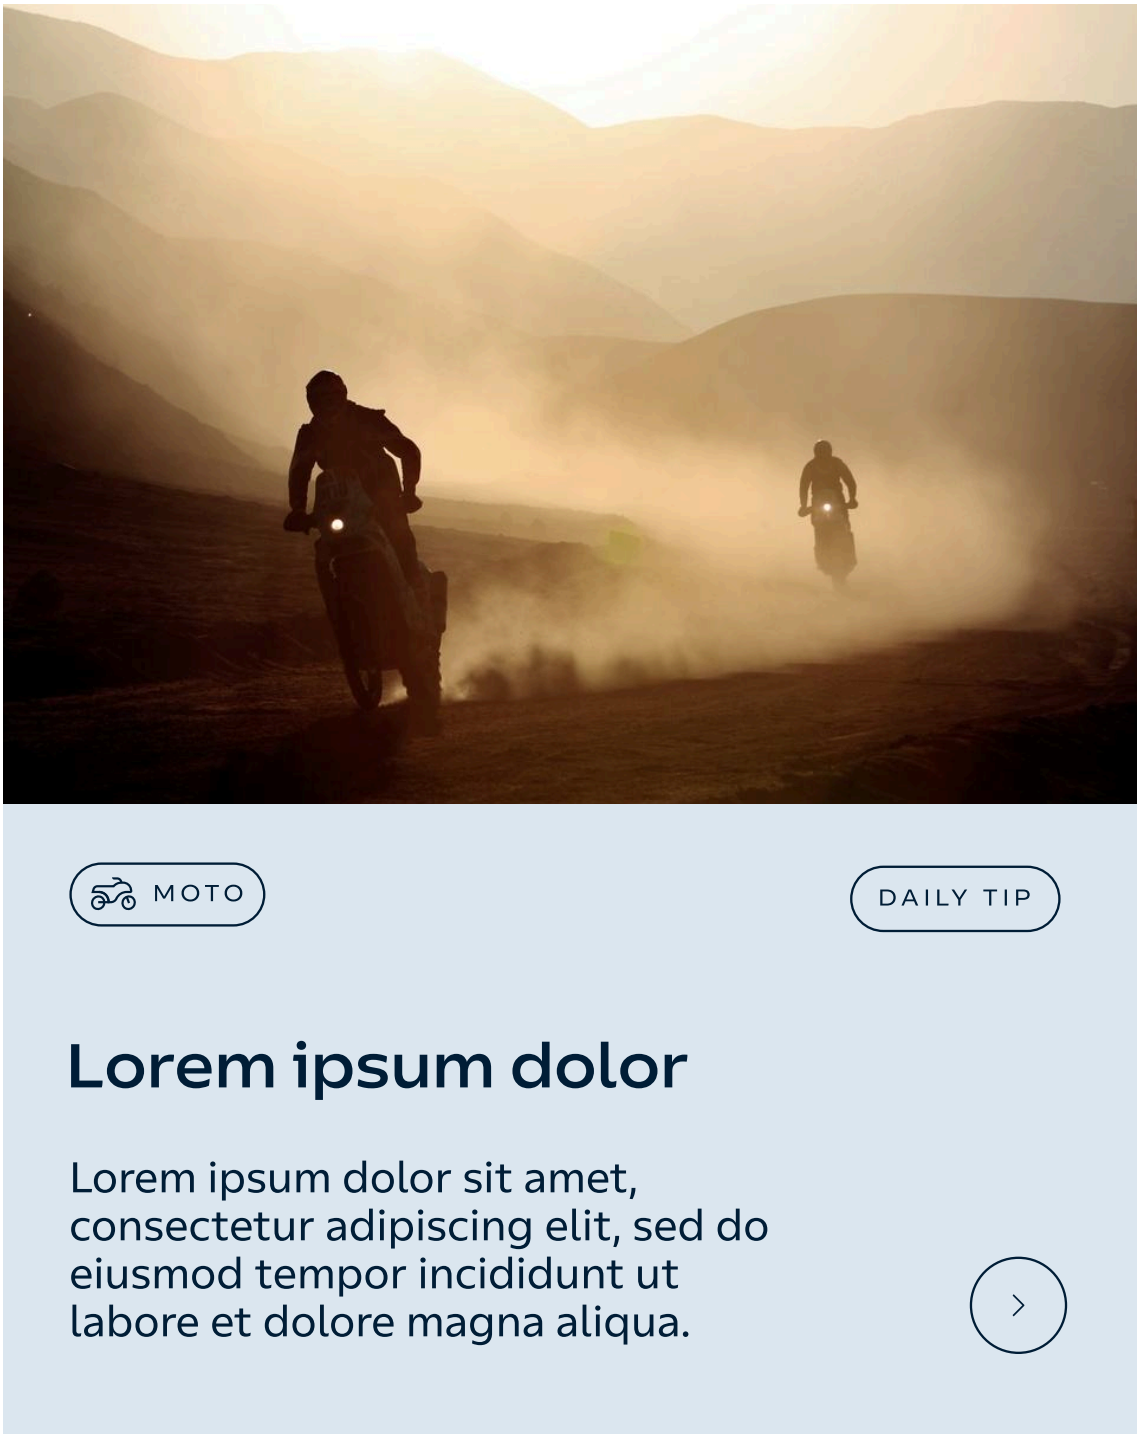 MOTO
DAILY TIP
Lorem ipsum dolor
Lorem ipsum dolor sit amet,
consectetur adipiscing elit, sed do
eiusmod tempor incididunt ut
labore et dolore magna aliqua.